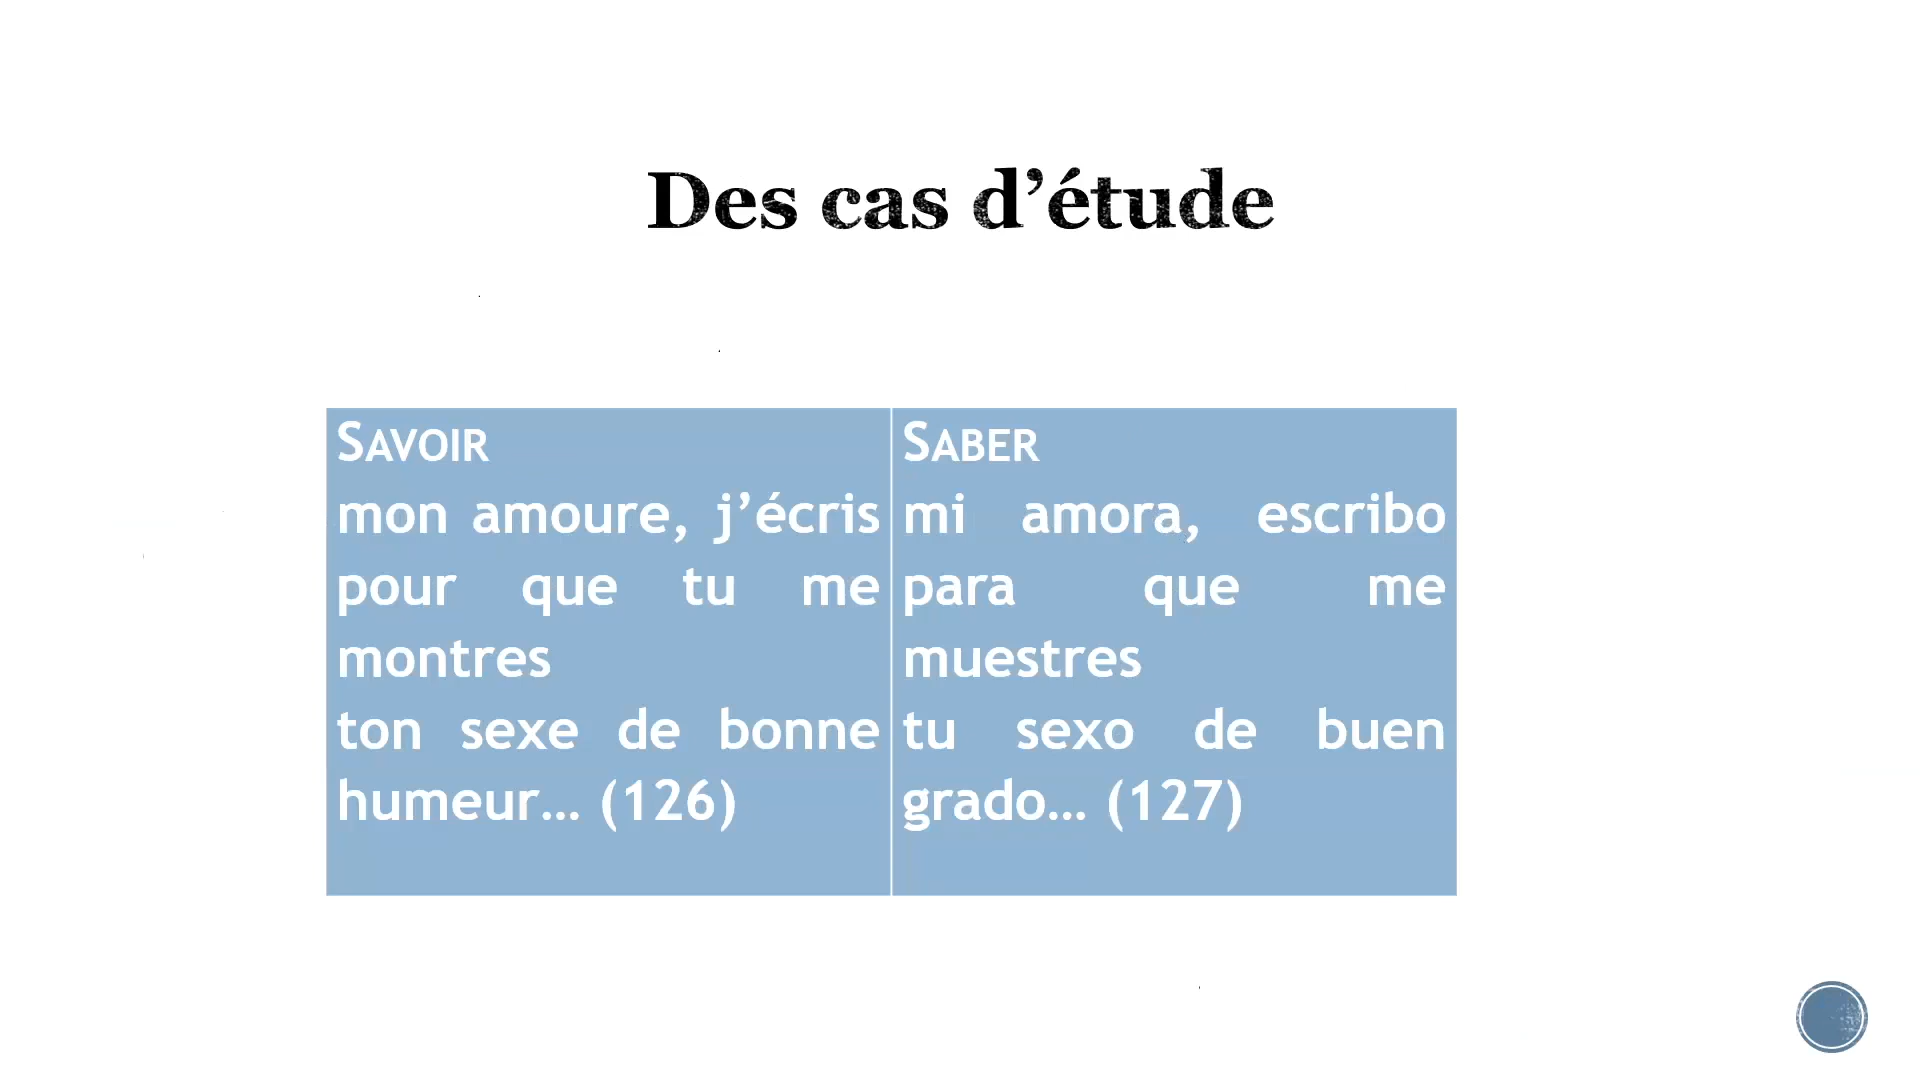 Des cas d’étude
SAVOIR
mon amoure, j’écris
pour que tu me
montres
ton sexe de bonne
humeur… (126)
SABER
mi amora, escribo
para que me
muestres
tu sexo de buen
grado… (127)